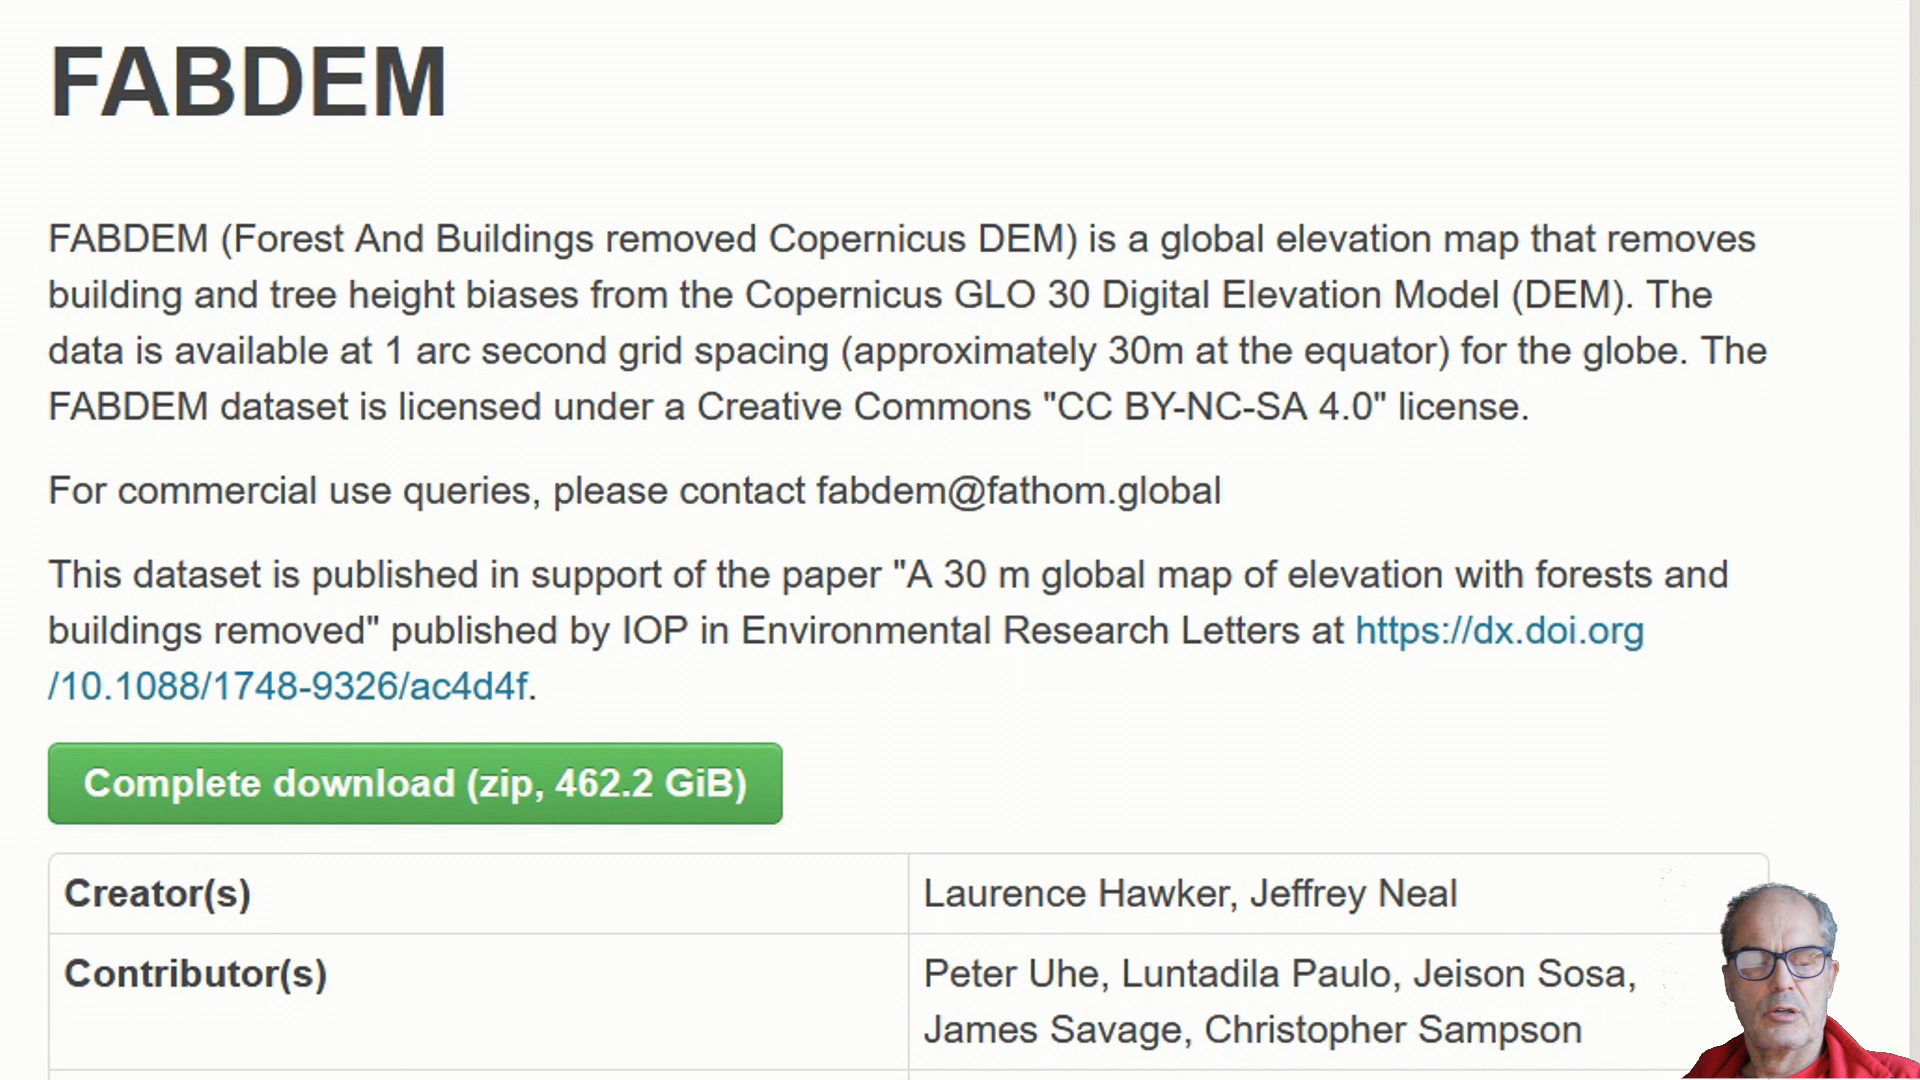 FABDEM
FABDEM (Forest And Buildings removed Copernicus DEM) is a global elevation map that removes
building and tree height biases from the Copernicus GLO 30 Digital Elevation Model (DEM). The
data is available at 1 arc second grid spacing (approximately 30m at the equator) for the globe. The
FABDEM dataset is licensed under a Creative Commons "CC BY-NC-SA 4.0" license.
For commercial use queries, please contact fabdem@fathom.global
This dataset is published in support of the paper "A 30 m global map of elevation with forests and
buildings removed" published by IOP in Environmental Research Letters at https://dx.doi.org
/10.1088/1748-9326/ac4d4f.
Complete download (zip, 462.2 GiB)
Creator(s) Laurence Hawker, Jeffrey Neal
Contributor(s) Peter Uhe, Luntadila Paulo, Jeison Sosa,
James Savage, Christopher Sampson